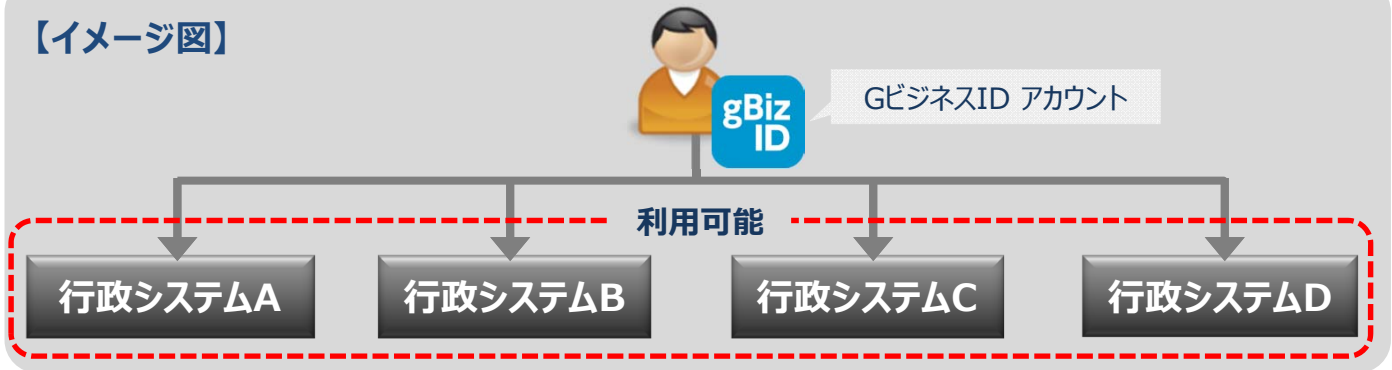 【イメージ図】
gBiz
ID
GビジネスID アカウント
利用可能
行政システムA
行政システムB
行政システムC
行政システムD